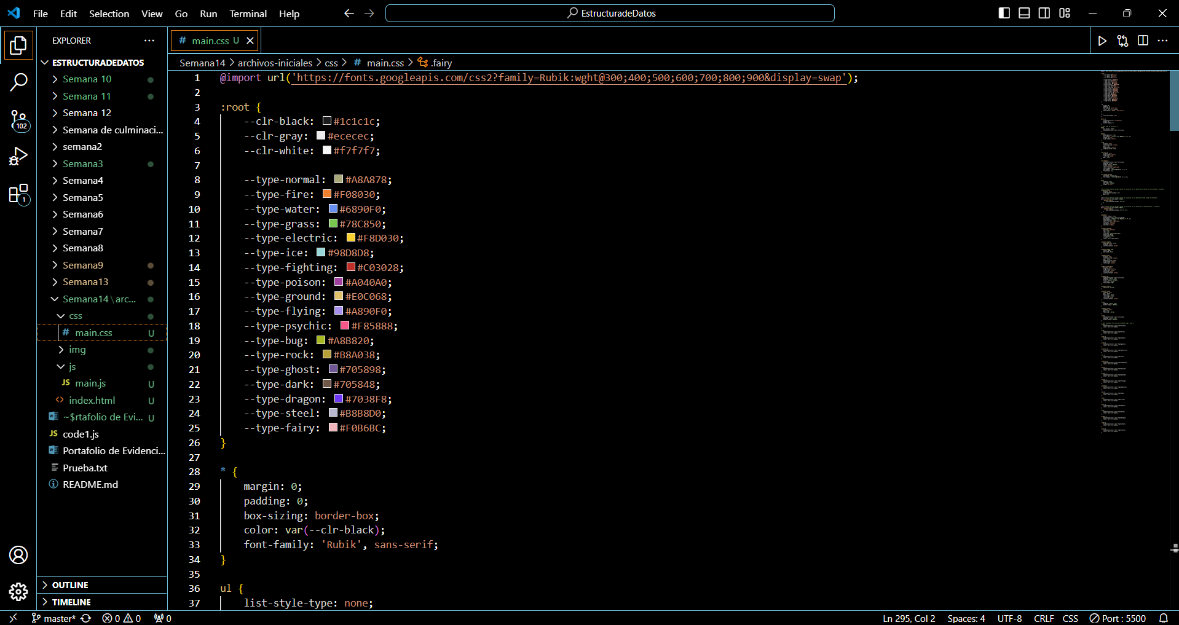 File Edit Selection View Go Run Terminal Help
EstructuradeDatos
EXPLORER
ESTRUCTURADEDATOS
Semana 10
Semana 11
Semana 12
Semana de culminaci...
semana2
Semana3
Semana4
Semana5
Semana6
Semana7
Semana8
Semana9
Semana13
Semana14 \ arc...
css
# main.css U
img
js
JS main.js U
<> index.html U
~$rtafolio de Evi... U
JS code1.js
Portafolio de Evidenci...
Prueba.txt
README.md
OUTLINE
TIMELINE
102
1
# main.css U
Semana14 > archivos-iniciales > css > # main.css > .fairy
1 @import url('https://fonts.googleapis.com/css2?family=Rubik:wght@300;400;500;600;700;800;900&display=swap');
2
3 :root {
4 --clr-black: #1c1c1c;
5 --clr-gray: #ececec;
6 --clr-white: #f7f7f7;
7
8 --type-normal: #A8A878;
9 --type-fire: #F08030;
10 --type-water: #6890F0;
11 --type-grass: #78C850;
12 --type-electric: #F8D030;
13 --type-ice: #98D8D8;
14 --type-fighting: #C03028;
15 --type-poison: #A040A0;
16 --type-ground: #E0C068;
17 --type-flying: #A890F0;
18 --type-psychic: #F85888;
19 --type-bug: #A8B820;
20 --type-rock: #B8A038;
21 --type-ghost: #705898;
22 --type-dark: #705848;
23 --type-dragon: #7038F8;
24 --type-steel: #B8B8D0;
25 --type-fairy: #F0B6BC;
26 }
27
28 * {
29 margin: 0;
30 padding: 0;
31 box-sizing: border-box;
32 color: var(--clr-black);
33 font-family: 'Rubik', sans-serif;
34 }
35
36 ul {
37 list-style-type: none;
master* 0 0 0 Ln 295, Col 2 Spaces: 4 UTF-8 CRLF CSS Port : 5500